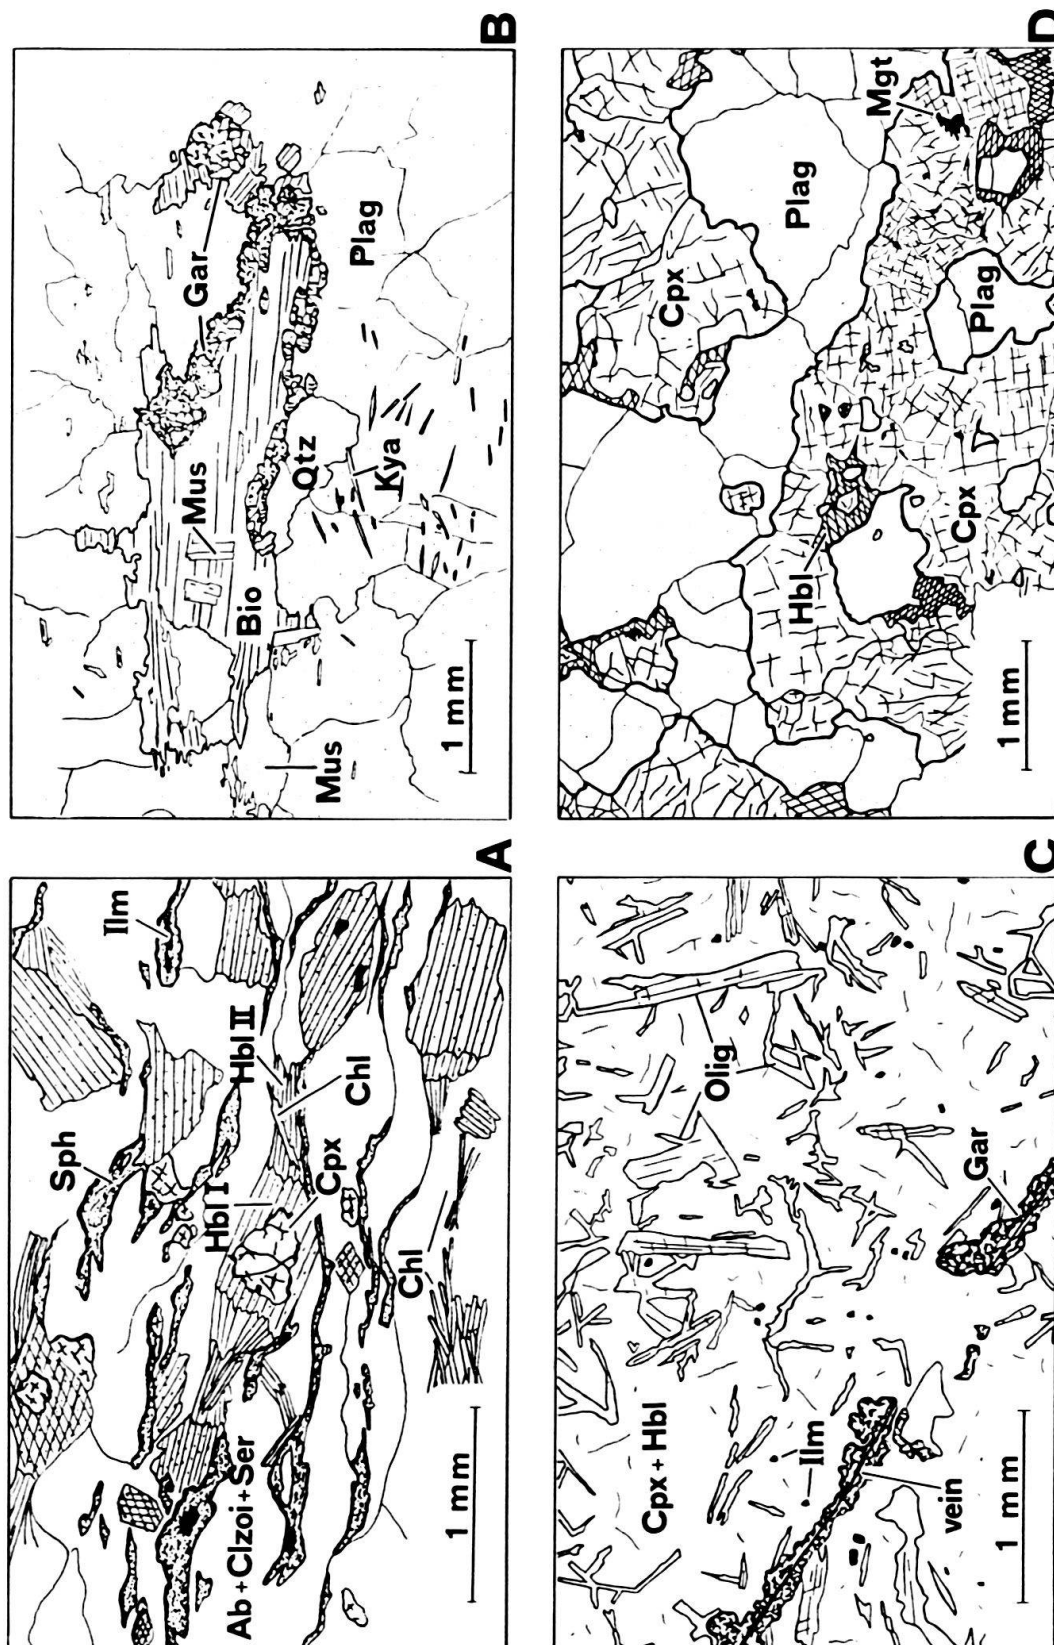 A
Sph
Ilm
Hbl I
Hbl II
Chl
Cpx
Chl
Ab+Clzoi+Ser
1 mm
B
Gar
Mus
Bio
Qtz
Kya
Plag
Mus
1 mm
C
Cpx + Hbl
Olig
Ilm
Gar
vein
1 mm
D
Cpx
Plag
Mgt
Hbl
Cpx
Plag
1 mm